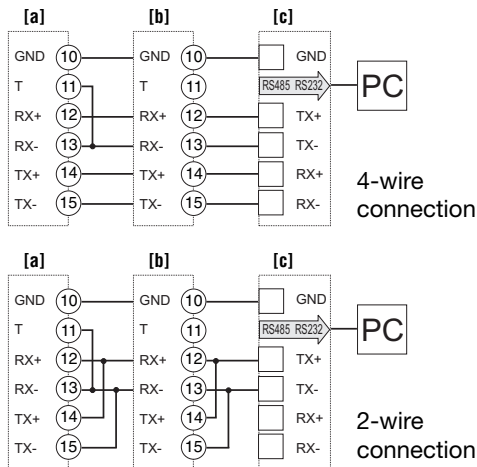 [a] [b] [c]
GND 10 GND 10 GND
T 11 T 11 RS485 RS232 PC
RX+ 12 RX+ 12 TX+
RX- 13 RX- 13 TX-
TX+ 14 TX+ 14 RX+
TX- 15 TX- 15 RX-
4-wire
connection
[a] [b] [c]
GND 10 GND 10 GND
T 11 T 11 RS485 RS232 PC
RX+ 12 RX+ 12 TX+
RX- 13 RX- 13 TX-
TX+ 14 TX+ 14 RX+
TX- 15 TX- 15 RX-
2-wire
connection